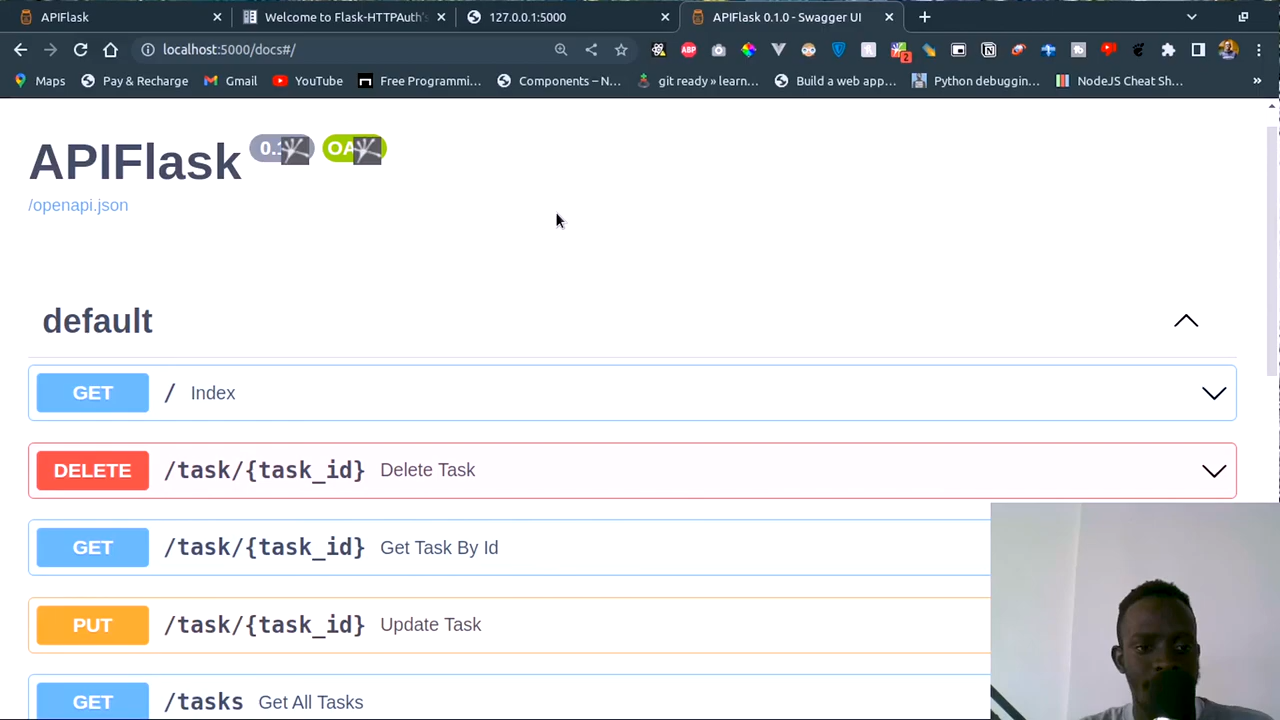 APIFlask
Welcome to Flask-HTTPAuth's
127.0.0.1:5000
APIFlask 0.1.0 - Swagger UI
localhost:5000/docs#/
2
Maps
Pay & Recharge
Gmail
YouTube
Free Programmi...
Components – N...
git ready » learn...
Build a web app...
Python debuggin...
NodeJS Cheat Sh...
»
APIFlask
/openapi.json
default
GET / Index
DELETE /task/{task_id} Delete Task
GET /task/{task_id} Get Task By Id
PUT /task/{task_id} Update Task
GET /tasks Get All Tasks